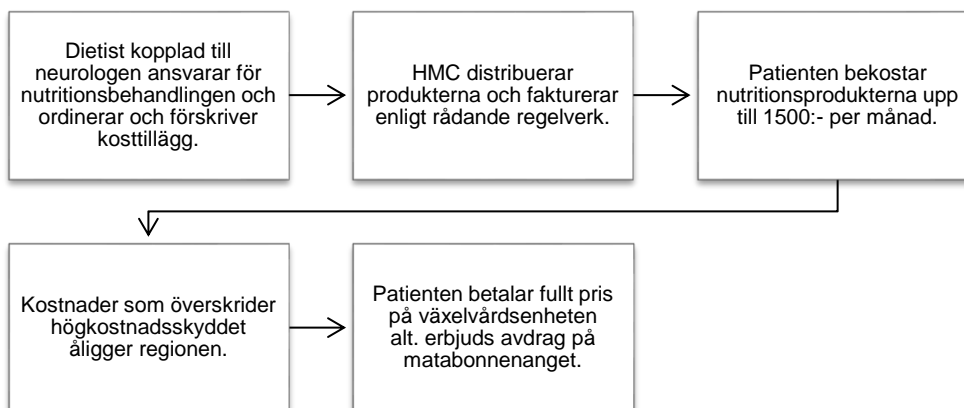 Dietist kopplad till
neurologen ansvarar för
nutritionsbehandlingen och
ordinerar och förskriver
kosttillägg.
HMC distribuerar
produkterna och fakturerar
enligt rådande regelverk.
Patienten bekostar
nutritionsprodukterna upp
till 1500:- per månad.
Kostnader som överskrider
högkostnadsskyddet
åligger regionen.
Patienten betalar fullt pris
på växelvårdsenheten
alt. erbjuds avdrag på
matabonnenanget.